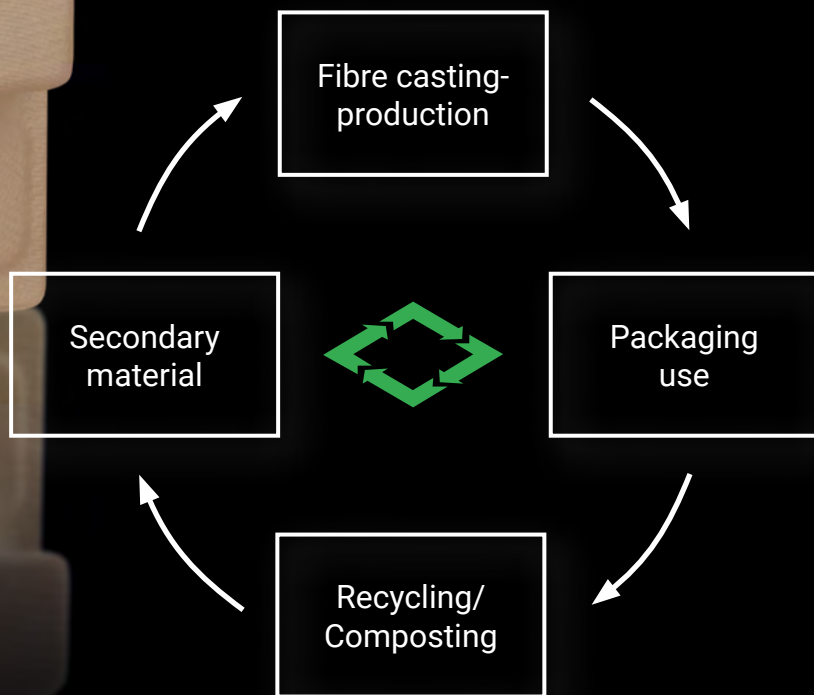 Fibre casting-
production
Secondary
material
Packaging
use
Recycling/
Composting